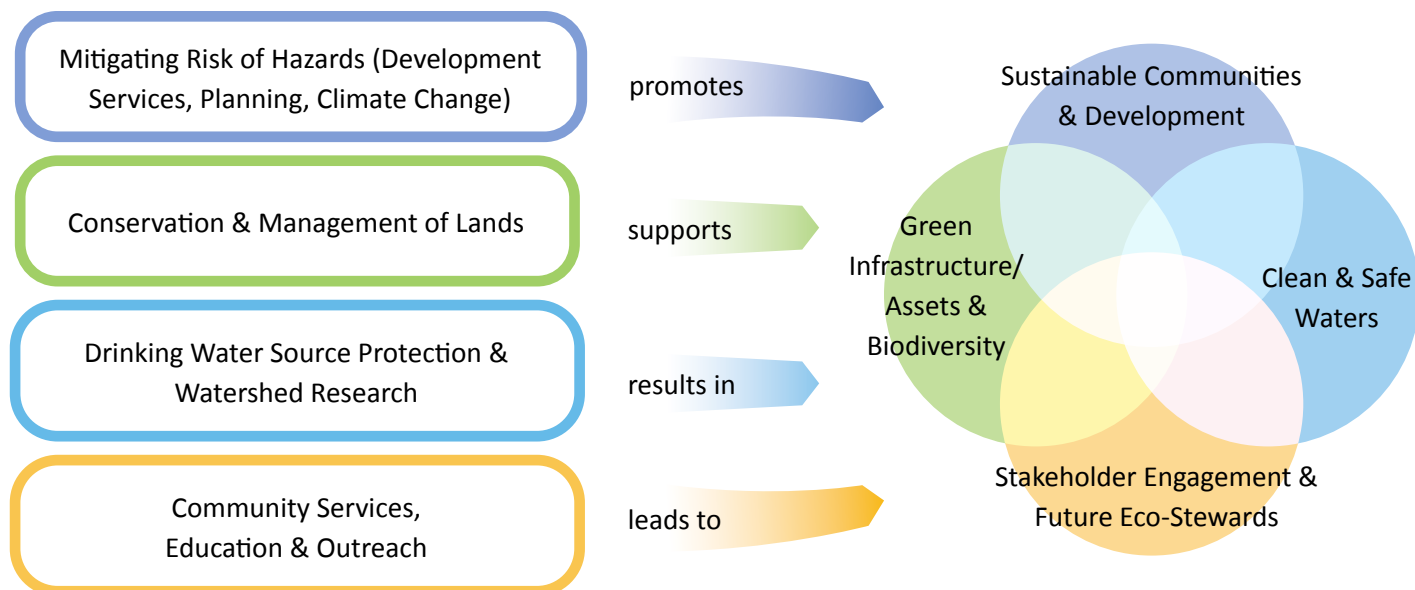 Mitigating Risk of Hazards (Development
Services, Planning, Climate Change)
promotes
Sustainable Communities
& Development
Conservation & Management of Lands
supports
Green
Infrastructure/
Assets &
Biodiversity
Drinking Water Source Protection &
Watershed Research
results in
Clean & Safe
Waters
Community Services,
Education & Outreach
leads to
Stakeholder Engagement &
Future Eco-Stewards